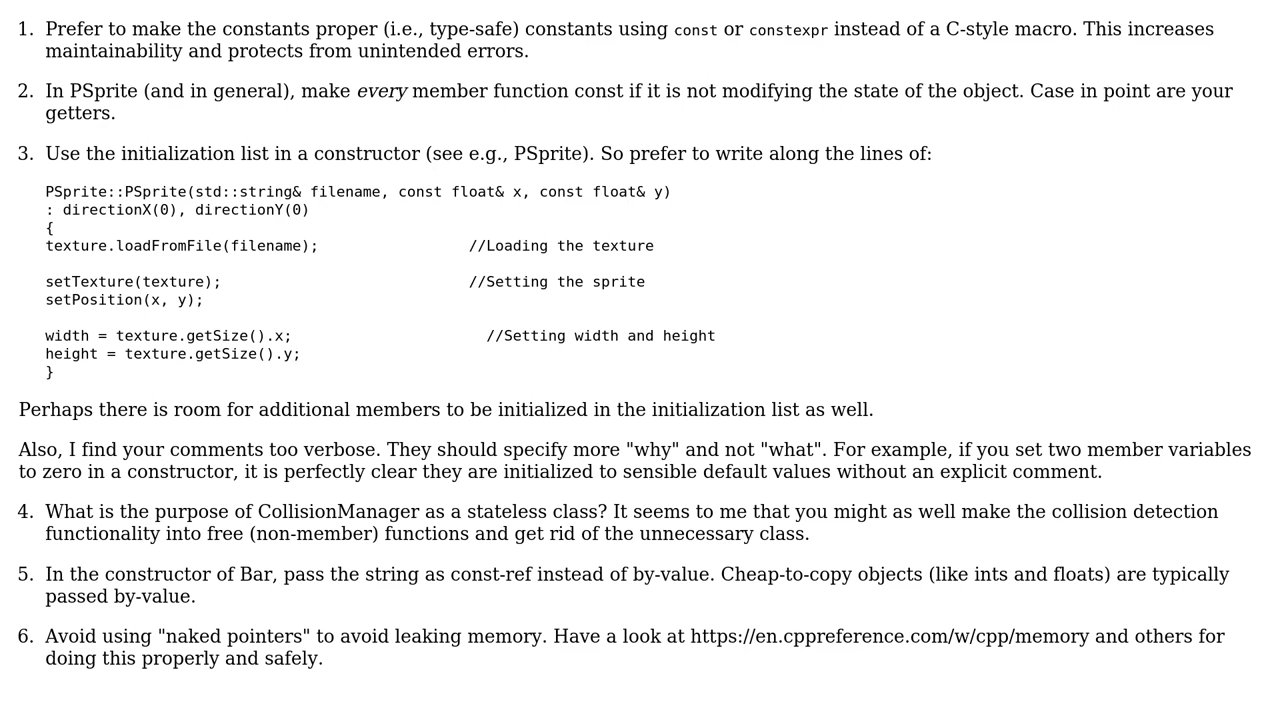 1. Prefer to make the constants proper (i.e., type-safe) constants using const or constexpr instead of a C-style macro. This increases
maintainability and protects from unintended errors.
2. In PSprite (and in general), make every member function const if it is not modifying the state of the object. Case in point are your
getters.
3. Use the initialization list in a constructor (see e.g., PSprite). So prefer to write along the lines of:
PSprite::PSprite(std::string& filename, const float& x, const float& y)
: directionX(0), directionY(0)
{
texture.loadFromFile(filename);                 //Loading the texture
setTexture(texture);                            //Setting the sprite
setPosition(x, y);
width = texture.getSize().x;                      //Setting width and height
height = texture.getSize().y;
}
Perhaps there is room for additional members to be initialized in the initialization list as well.
Also, I find your comments too verbose. They should specify more "why" and not "what". For example, if you set two member variables
to zero in a constructor, it is perfectly clear they are initialized to sensible default values without an explicit comment.
4. What is the purpose of CollisionManager as a stateless class? It seems to me that you might as well make the collision detection
functionality into free (non-member) functions and get rid of the unnecessary class.
5. In the constructor of Bar, pass the string as const-ref instead of by-value. Cheap-to-copy objects (like ints and floats) are typically
passed by-value.
6. Avoid using "naked pointers" to avoid leaking memory. Have a look at https://en.cppreference.com/w/cpp/memory and others for
doing this properly and safely.